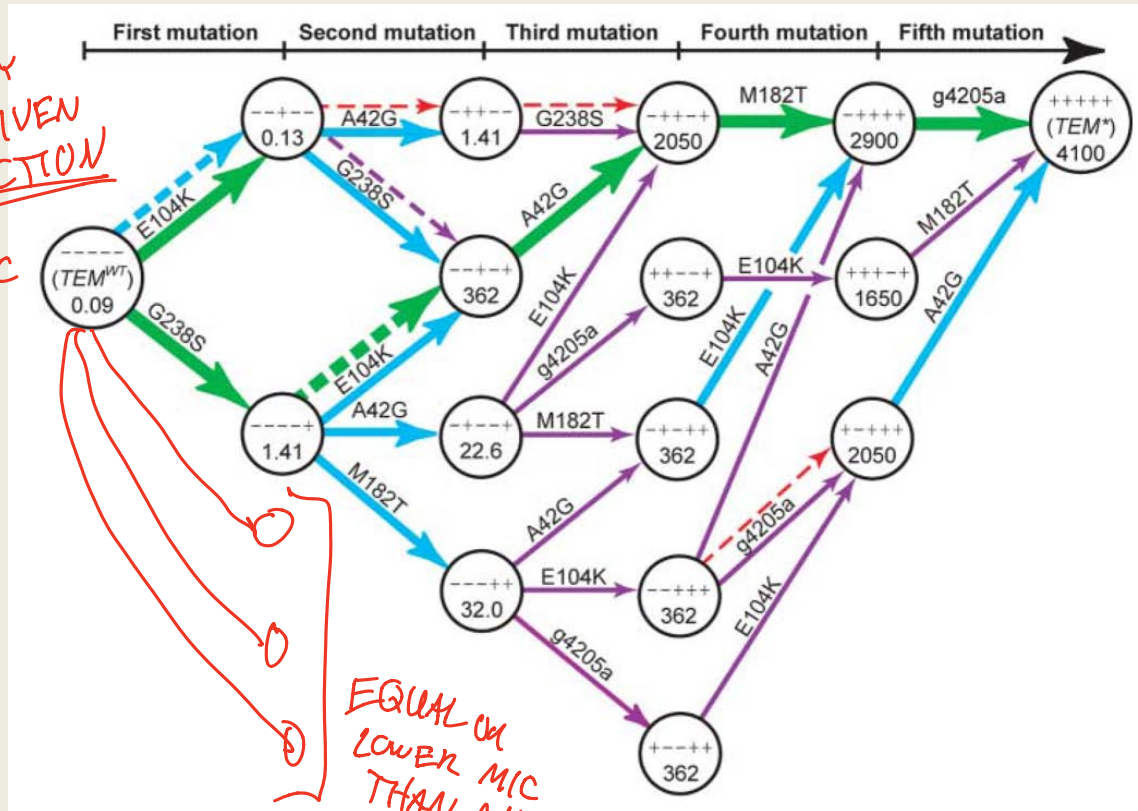 First mutation Second mutation Third mutation Fourth mutation Fifth mutation
IVEN
CTION
C
-----
(TEM^WT)
0.09
E104K
G238S
--+--
0.13
----+
1.41
A42G
G238S
E104K
A42G
M182T
-++--
1.41
--+-+
362
-+--+
22.6
---++
32.0
G238S
A42G
E104K
g4205a
M182T
A42G
E104K
g4205a
-++-+
2050
++--+
362
-+-++
362
--+++
362
+--++
362
M182T
E104K
E104K
A42G
g4205a
E104K
-++++
2900
+++-+
1650
+-+++
2050
g4205a
M182T
A42G
+++++
(TEM*)
4100
EQUAL OR
LOWER MIC
THAN